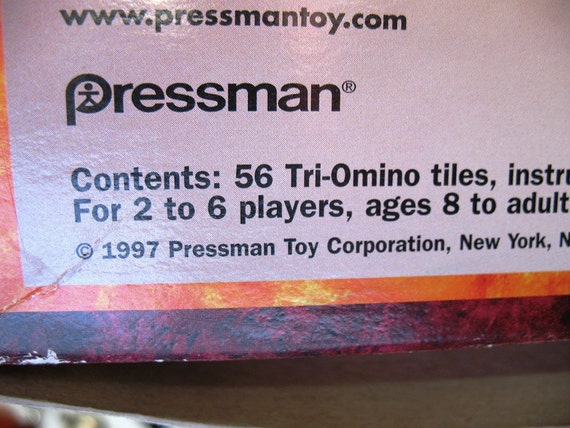 www.pressmantoy.com
Pressman®
Contents: 56 Tri-Omino tiles, instru
For 2 to 6 players, ages 8 to adult
© 1997 Pressman Toy Corporation, New York, N